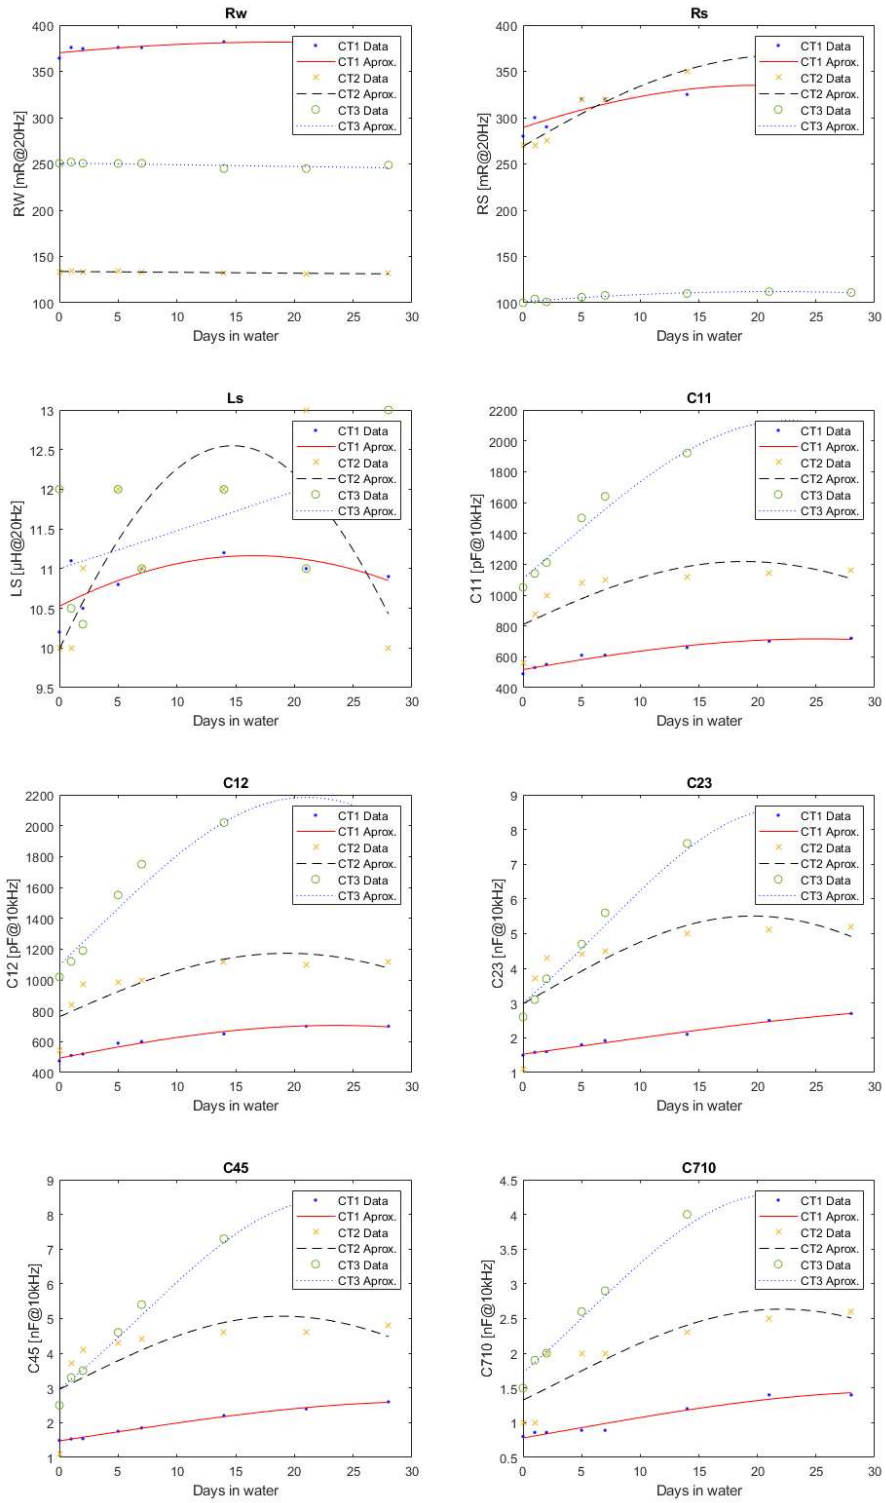 Rw
400
350
300
250
200
150
100
RW [mR@20Hz]
CT1 Data
CT1 Aprox.
CT2 Data
CT2 Aprox.
CT3 Data
CT3 Aprox.
0 5 10 15 20 25 30
Days in water
Rs
400
350
300
250
200
150
100
RS [mR@20Hz]
CT1 Data
CT1 Aprox.
CT2 Data
CT2 Aprox.
CT3 Data
CT3 Aprox.
0 5 10 15 20 25 30
Days in water
Ls
13
12.5
12
11.5
11
10.5
10
9.5
LS [µH@20Hz]
CT1 Data
CT1 Aprox.
CT2 Data
CT2 Aprox.
CT3 Data
CT3 Aprox.
0 5 10 15 20 25 30
Days in water
C11
2200
2000
1800
1600
1400
1200
1000
800
600
400
C11 [pF@10kHz]
CT1 Data
CT1 Aprox.
CT2 Data
CT2 Aprox.
CT3 Data
CT3 Aprox.
0 5 10 15 20 25 30
Days in water
C12
2200
2000
1800
1600
1400
1200
1000
800
600
400
C12 [pF@10kHz]
CT1 Data
CT1 Aprox.
CT2 Data
CT2 Aprox.
CT3 Data
CT3 Aprox.
0 5 10 15 20 25 30
Days in water
C23
9
8
7
6
5
4
3
2
1
C23 [nF@10kHz]
CT1 Data
CT1 Aprox.
CT2 Data
CT2 Aprox.
CT3 Data
CT3 Aprox.
0 5 10 15 20 25 30
Days in water
C45
9
8
7
6
5
4
3
2
1
C45 [nF@10kHz]
CT1 Data
CT1 Aprox.
CT2 Data
CT2 Aprox.
CT3 Data
CT3 Aprox.
0 5 10 15 20 25 30
Days in water
C710
4.5
4
3.5
3
2.5
2
1.5
1
0.5
C710 [nF@10kHz]
CT1 Data
CT1 Aprox.
CT2 Data
CT2 Aprox.
CT3 Data
CT3 Aprox.
0 5 10 15 20 25 30
Days in water